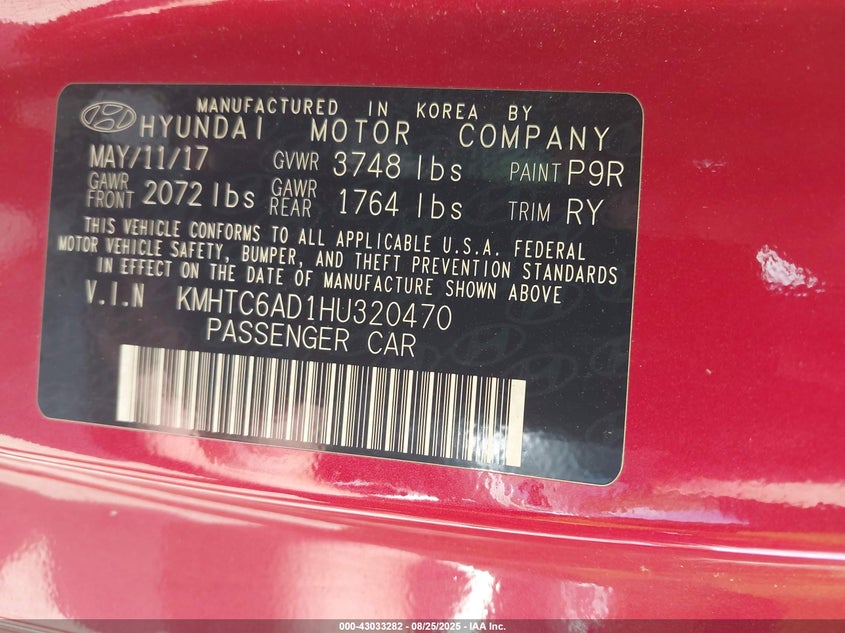 MANUFACTURED IN KOREA BY
HYUNDAI MOTOR COMPANY
MAY/11/17 GVWR 3748 lbs PAINT P9R
GAWR FRONT 2072 lbs GAWR REAR 1764 lbs TRIM RY
THIS VEHICLE CONFORMS TO ALL APPLICABLE U.S.A. FEDERAL
MOTOR VEHICLE SAFETY, BUMPER, AND THEFT PREVENTION STANDARDS
IN EFFECT ON THE DATE OF MANUFACTURE SHOWN ABOVE.
V.I.N KMHTC6AD1HU320470
PASSENGER CAR
000-43033282 - 08/25/2025 - IAA Inc.